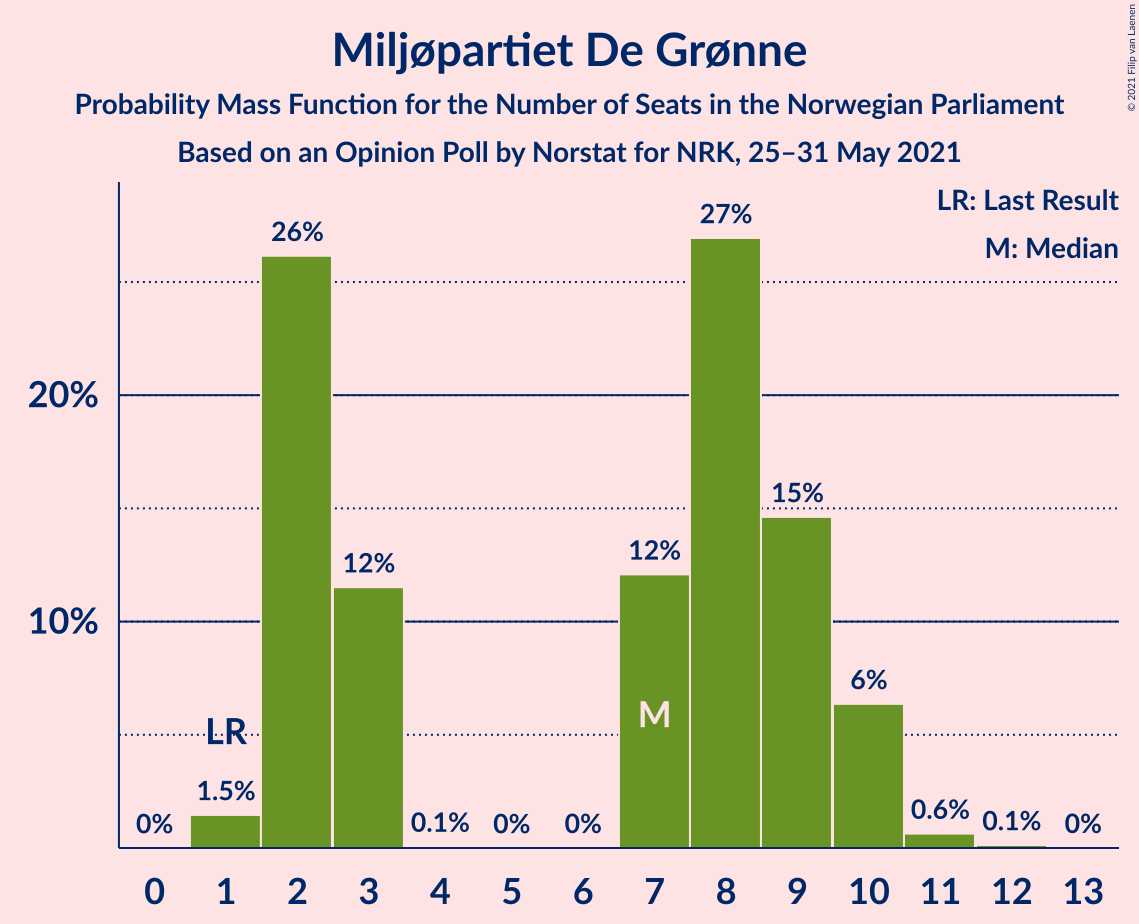 Miljøpartiet De Grønne
Probability Mass Function for the Number of Seats in the Norwegian Parliament
Based on an Opinion Poll by Norstat for NRK, 25–31 May 2021
© 2021 Filip van Laenen
LR: Last Result
M: Median
20%
10%
0%
1.5%
LR
26%
12%
0.1%
0%
0%
12%
M
27%
15%
6%
0.6%
0.1%
0%
0 1 2 3 4 5 6 7 8 9 10 11 12 13